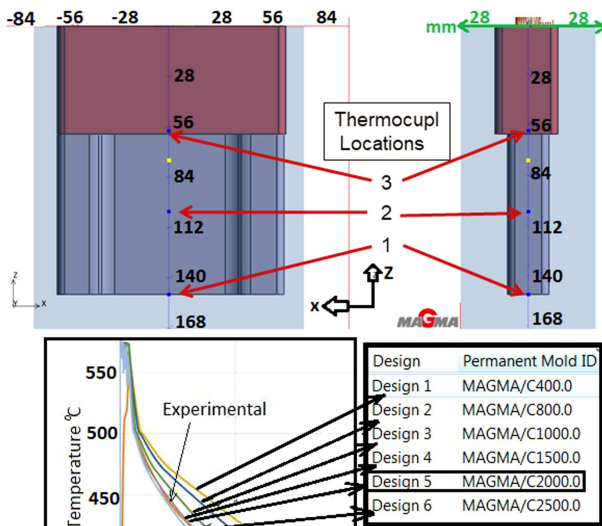 -84 -56 -28 28 56 84
mm 28 28
28 28
56 56
Thermocupl
Locations
84 84
3
2
112 112
1
140 140
z
x
Z
x
168 168
MAGMA
550
500
450
Temperature ℃
Experimental
Design Permanent Mold ID
Design 1 MAGMA/C400.0
Design 2 MAGMA/C800.0
Design 3 MAGMA/C1000.0
Design 4 MAGMA/C1500.0
Design 5 MAGMA/C2000.0
Design 6 MAGMA/C2500.0